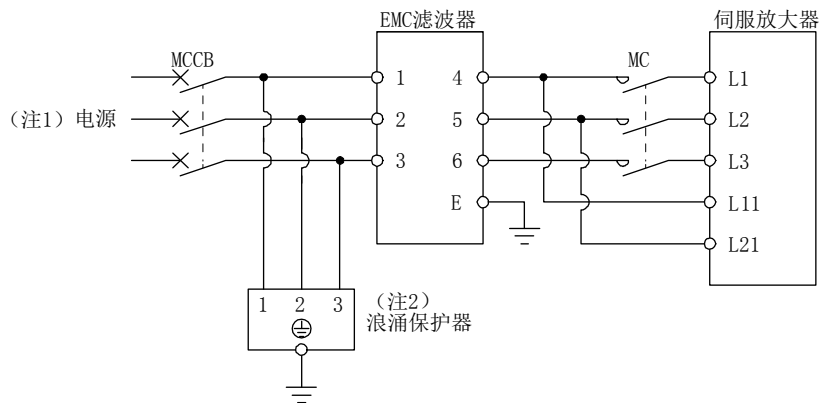 EMC滤波器
伺服放大器
MCCB
MC
1
4
L1
（注1）电源
2
5
L2
3
6
L3
E
L11
L21
1 2 3
（注2）
浪涌保护器